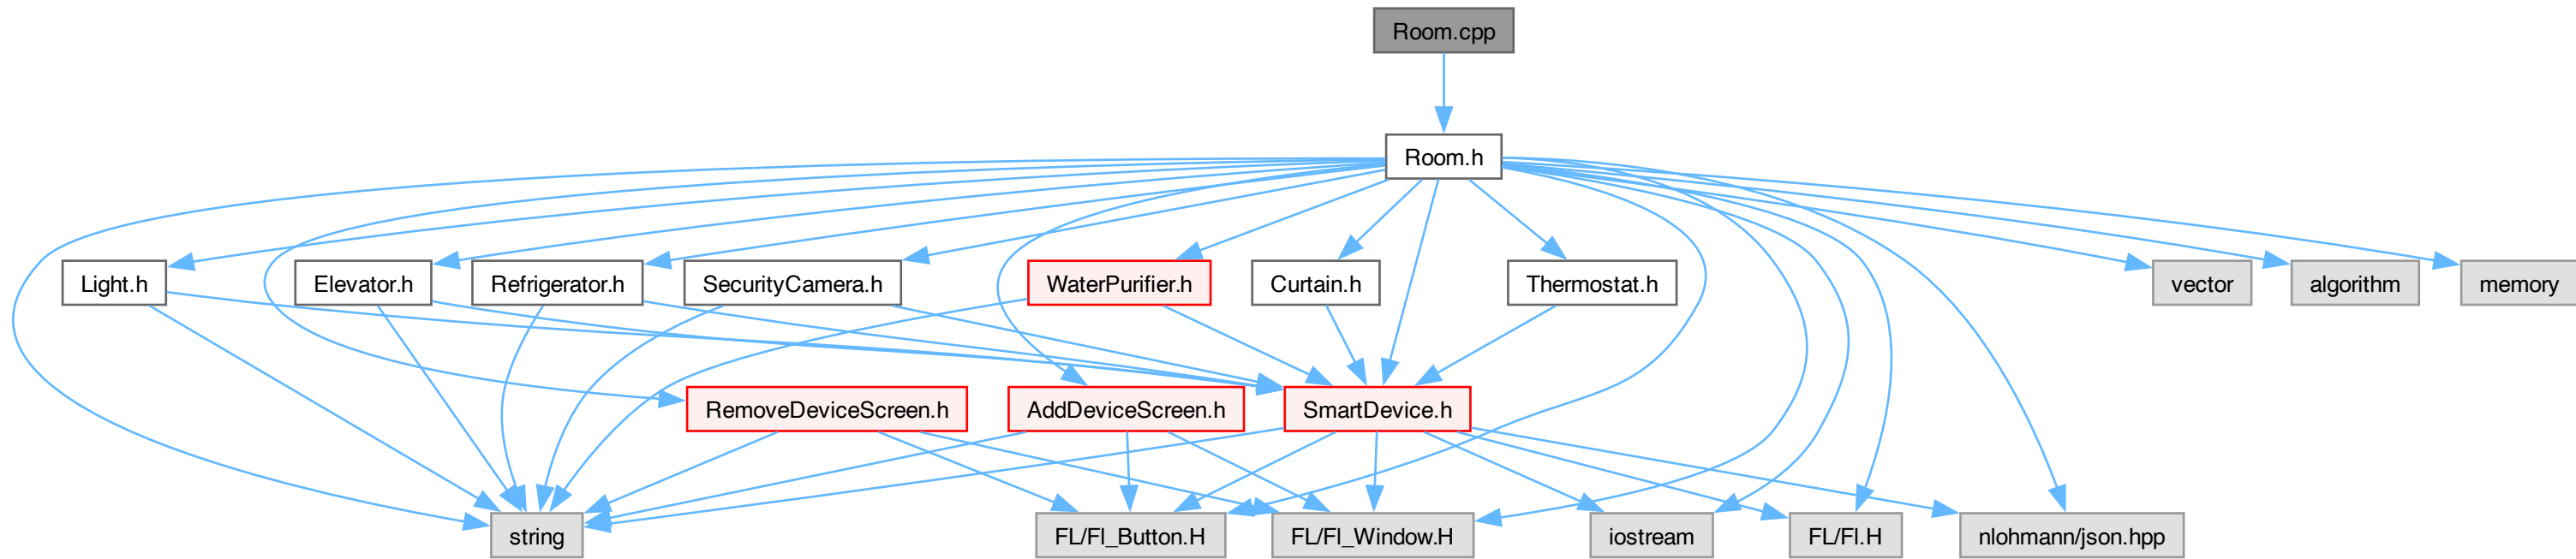 Room.cpp
Room.h
Light.h
Elevator.h
Refrigerator.h
SecurityCamera.h
WaterPurifier.h
Curtain.h
Thermostat.h
vector
algorithm
memory
RemoveDeviceScreen.h
AddDeviceScreen.h
SmartDevice.h
string
FL/Fl_Button.H
FL/Fl_Window.H
iostream
FL/Fl.H
nlohmann/json.hpp